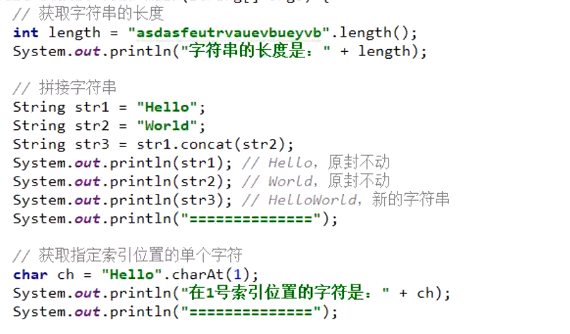 // 获取字符串的长度
int length = "asdasfeutrvauevbueyvb".length();
System.out.println("字符串的长度是：" + length);
// 拼接字符串
String str1 = "Hello";
String str2 = "World";
String str3 = str1.concat(str2);
System.out.println(str1); // Hello，原封不动
System.out.println(str2); // World，原封不动
System.out.println(str3); // HelloWorld，新的字符串
System.out.println("==============");
// 获取指定索引位置的单个字符
char ch = "Hello".charAt(1);
System.out.println("在1号索引位置的字符是：" + ch);
System.out.println("==============");